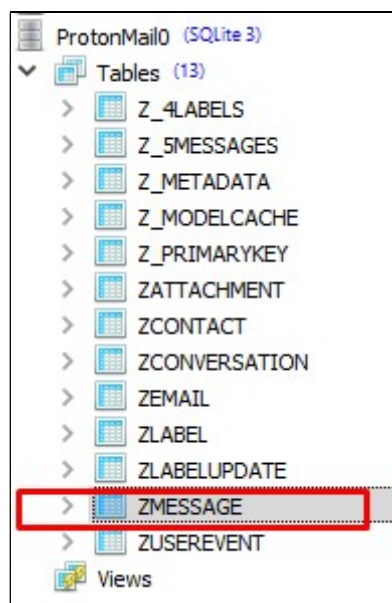 ProtonMail0 (SQLite 3)
Tables (13)
Z_4LABELS
Z_5MESSAGES
Z_METADATA
Z_MODELCACHE
Z_PRIMARYKEY
ZATTACHMENT
ZCONTACT
ZCONVERSATION
ZEMAIL
ZLABEL
ZLABELUPDATE
ZMESSAGE
ZUSEREVENT
Views